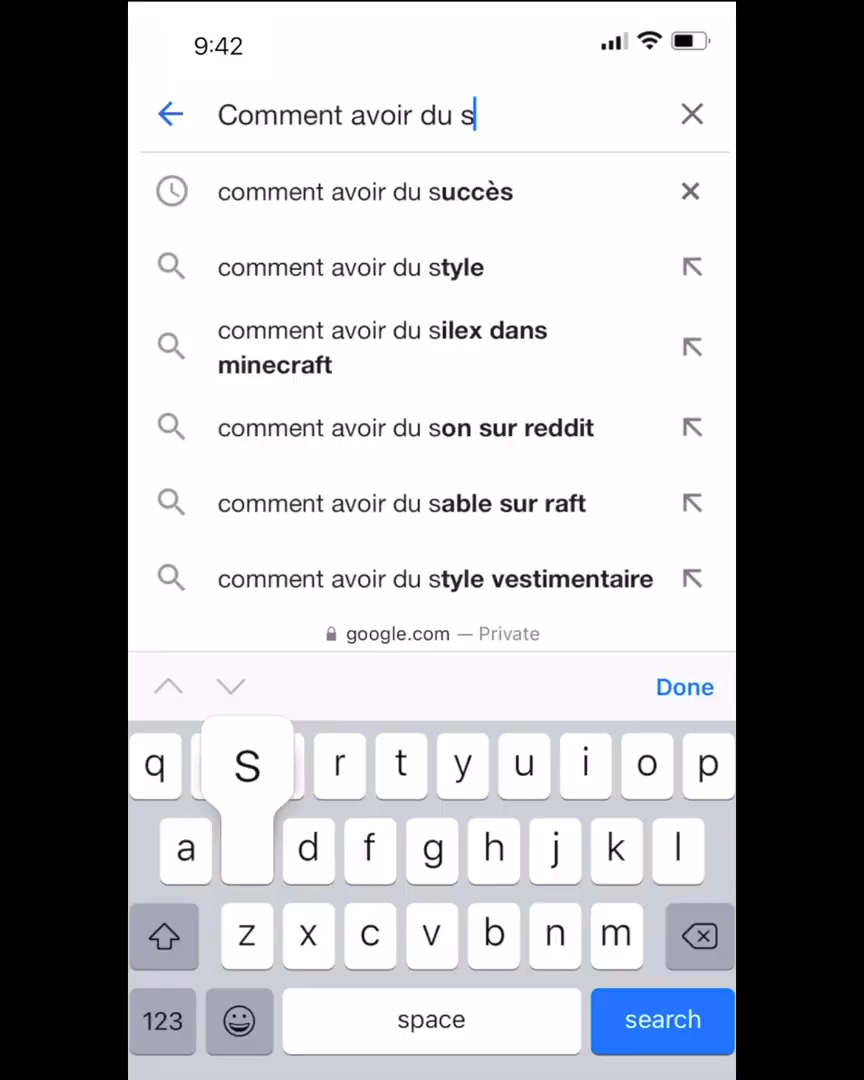 9:42
Comment avoir du s
comment avoir du succès
comment avoir du style
comment avoir du silex dans
minecraft
comment avoir du son sur reddit
comment avoir du sable sur raft
comment avoir du style vestimentaire
google.com — Private
Done
q S r t y u i o p
a d f g h j k l
z x c v b n m
123 space search